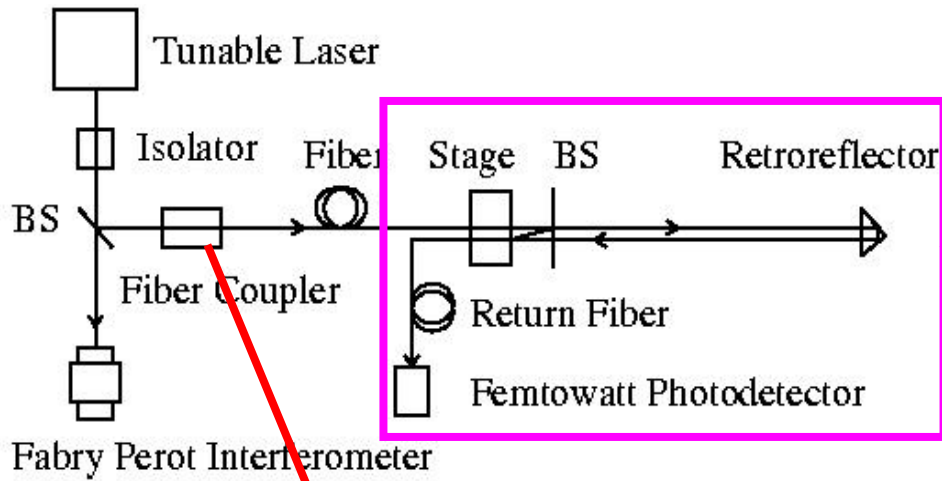 Tunable Laser
Isolator
Fiber
Stage
BS
Retroreflector
BS
Fiber Coupler
Return Fiber
Femtowatt Photodetector
Fabry Perot Interferometer